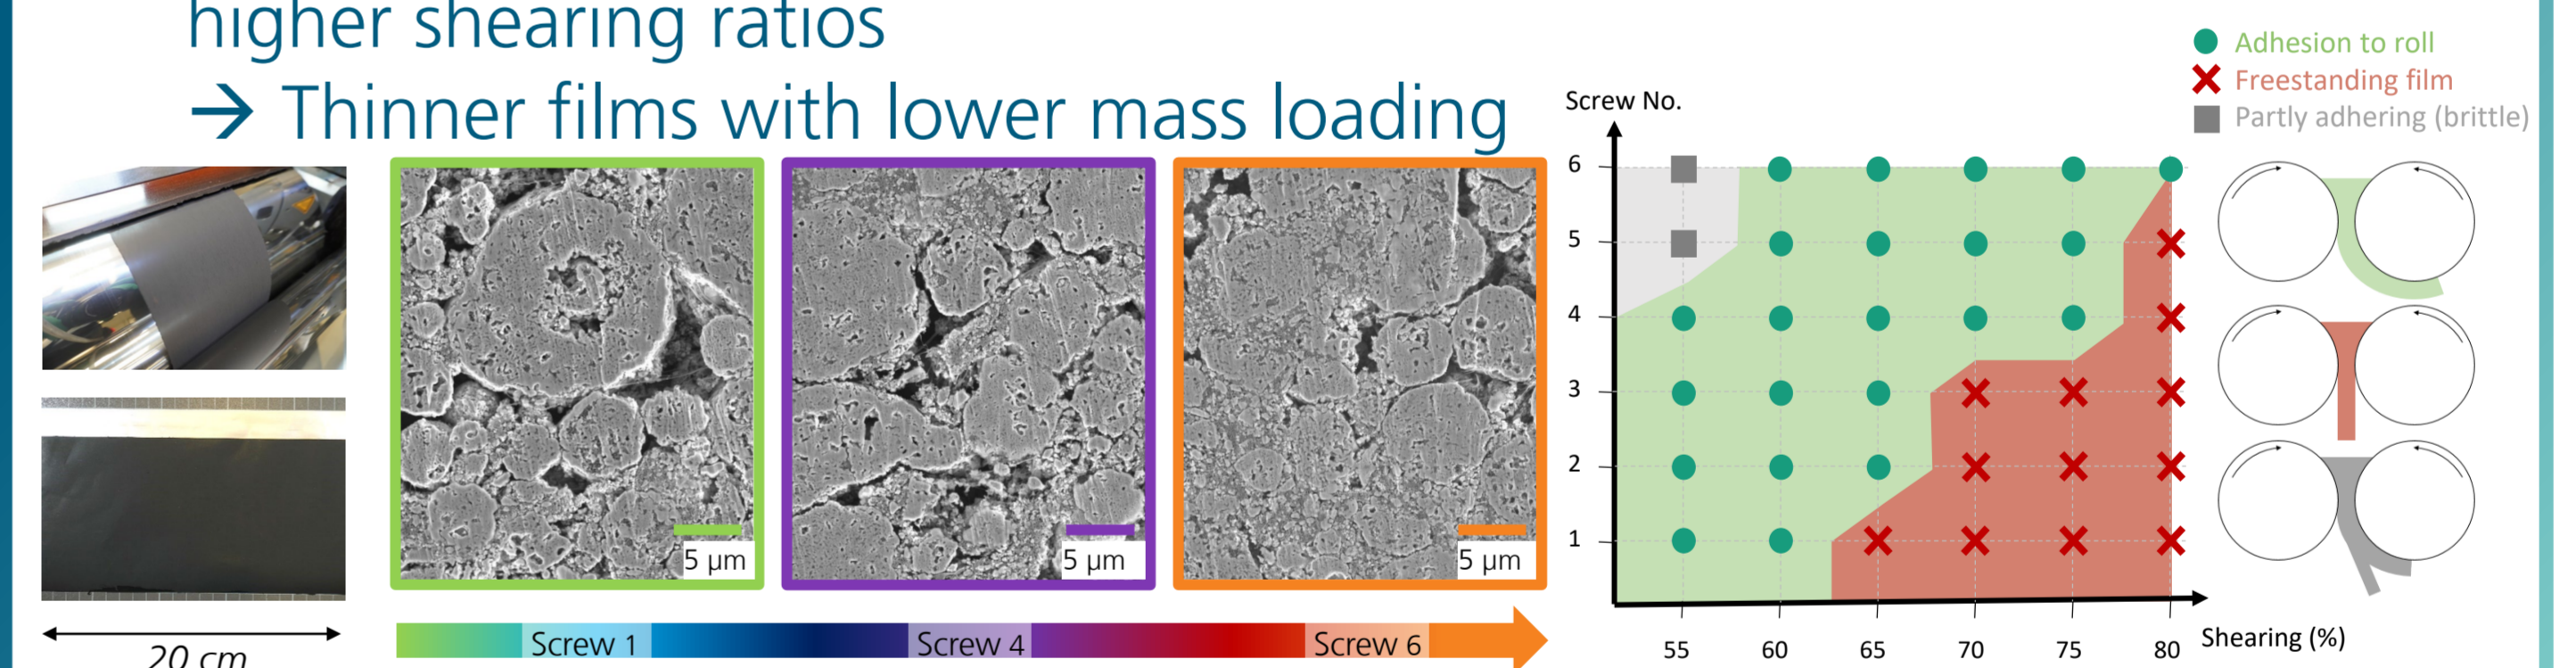 higher shearing ratios
→ Thinner films with lower mass loading
20 cm
5 µm
5 µm
5 µm
Screw 1
Screw 4
Screw 6
Adhesion to roll
Freestanding film
Partly adhering (brittle)
Screw No.
6
5
4
3
2
1
55
60
65
70
75
80
Shearing (%)